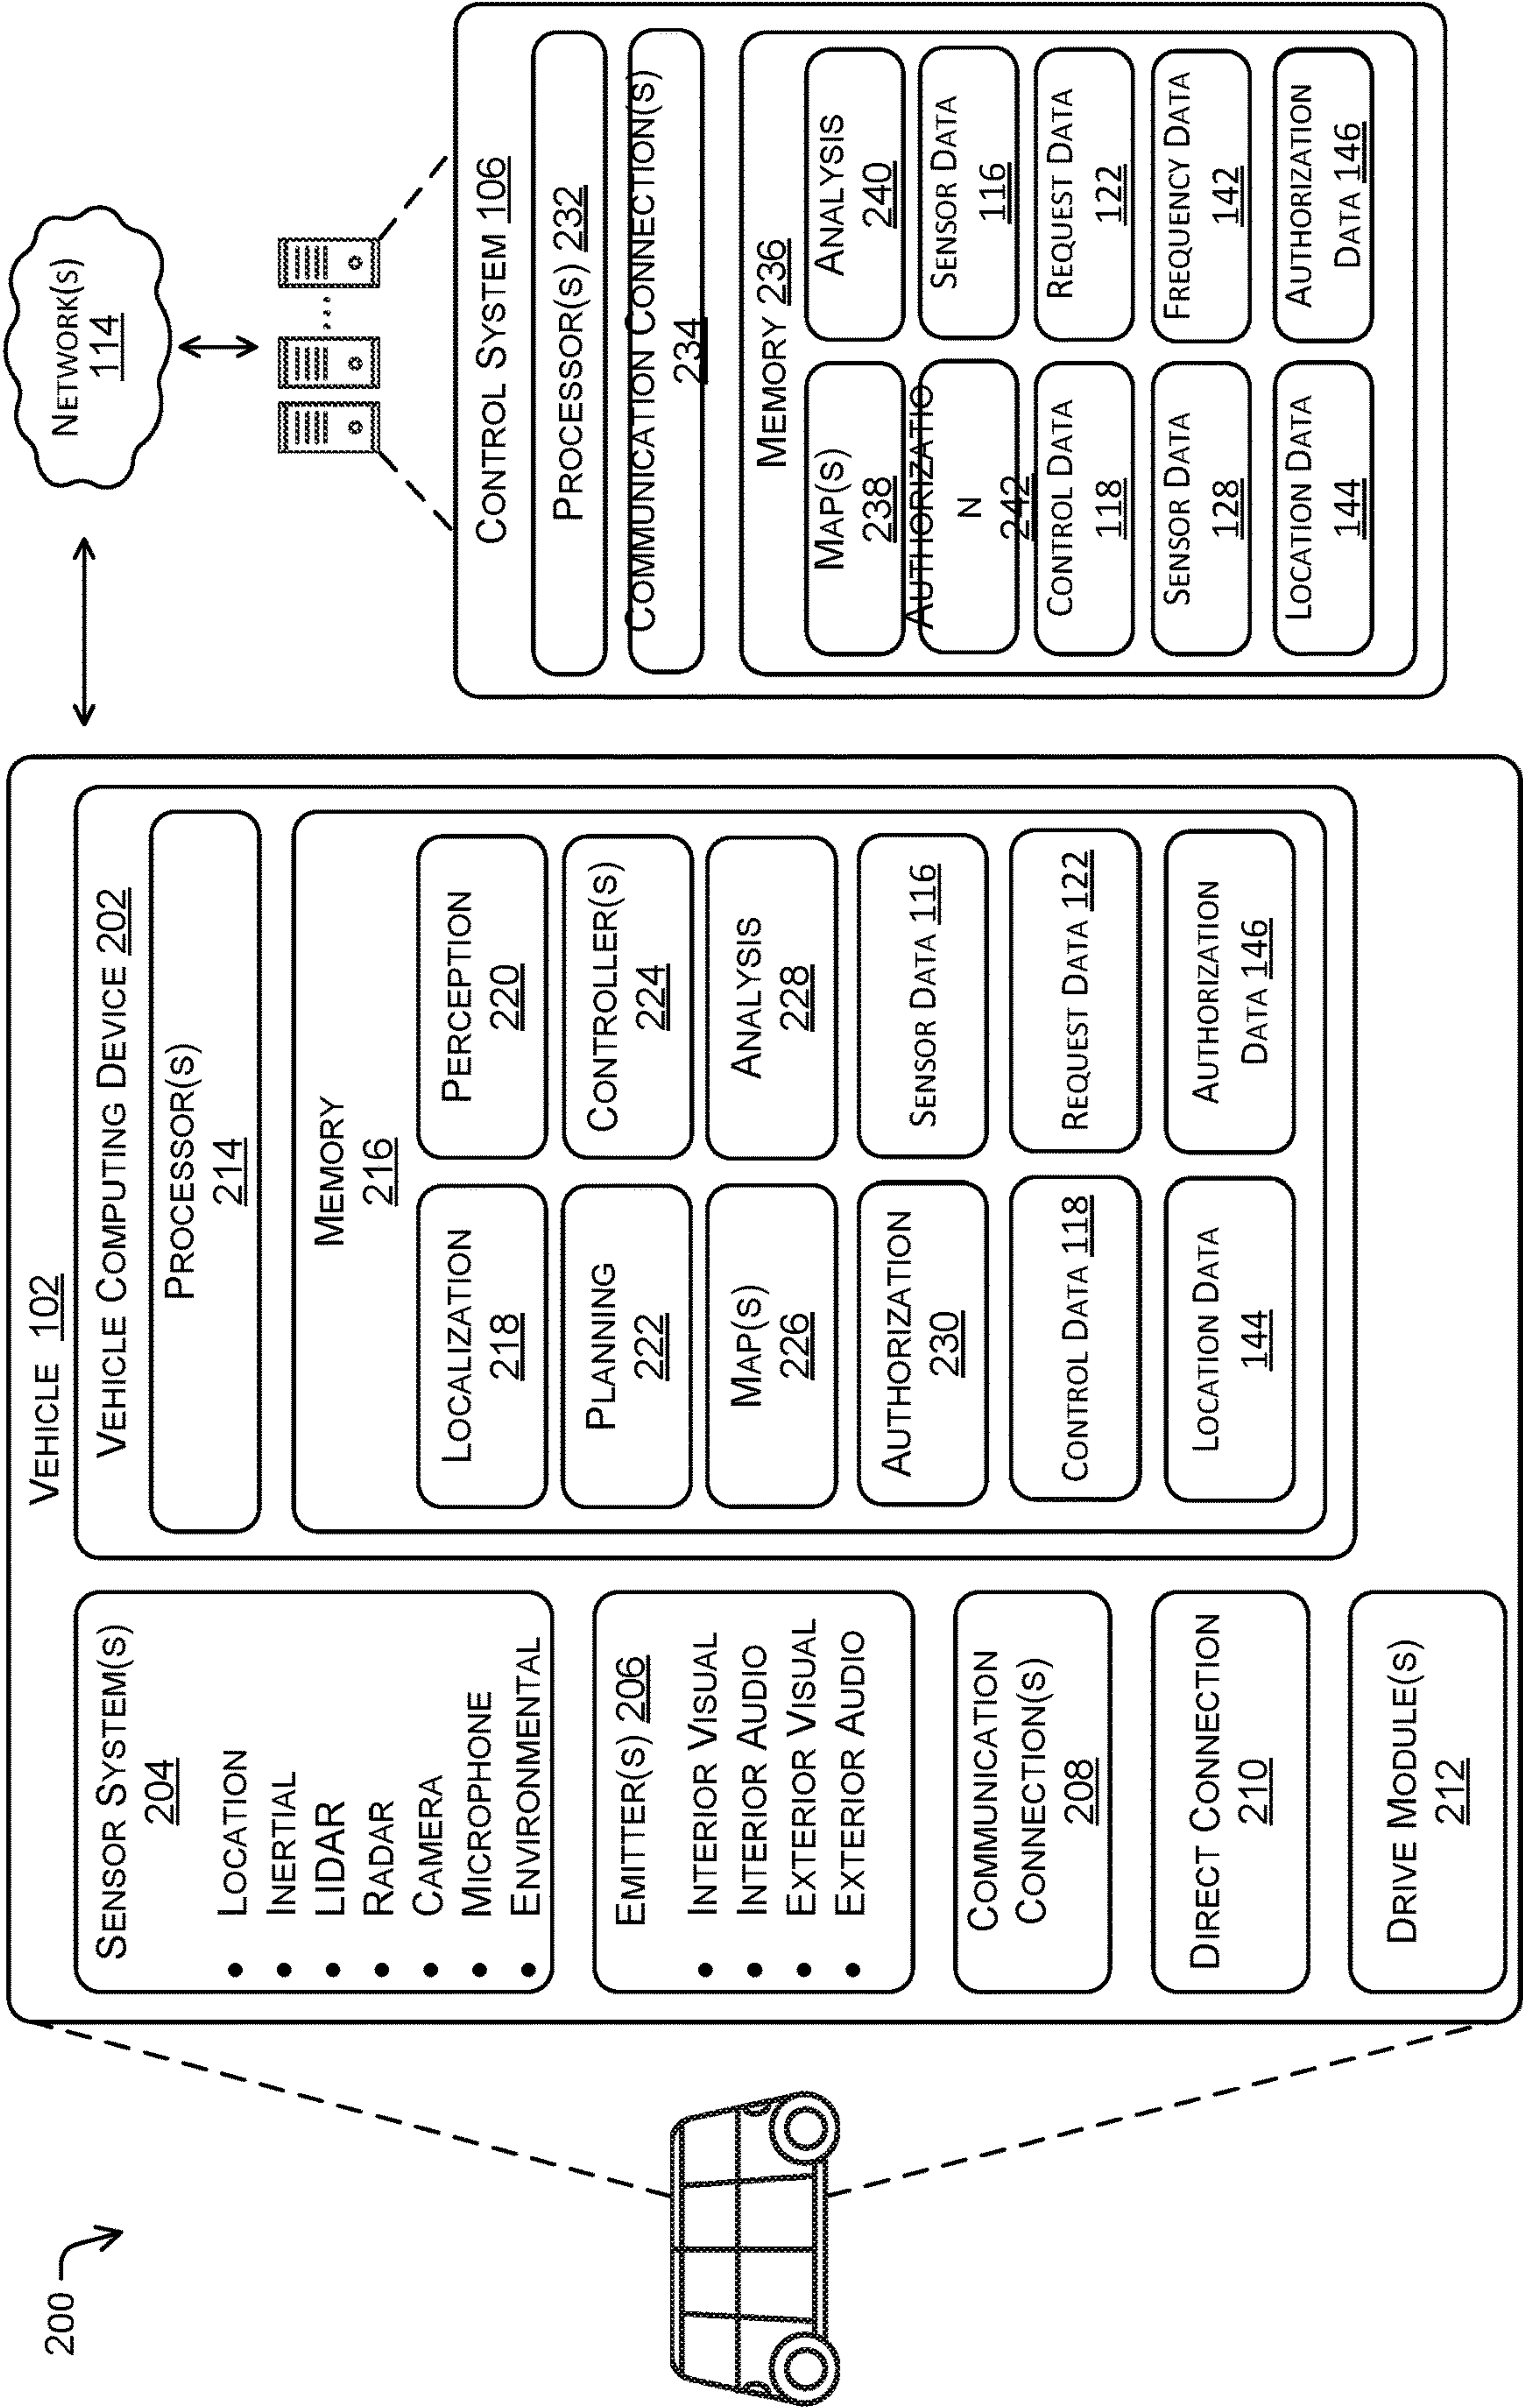 200
VEHICLE 102
SENSOR SYSTEM(S)
204
• LOCATION
• INERTIAL
• LIDAR
• RADAR
• CAMERA
• MICROPHONE
• ENVIRONMENTAL
EMITTER(S) 206
• INTERIOR VISUAL
• INTERIOR AUDIO
• EXTERIOR VISUAL
• EXTERIOR AUDIO
COMMUNICATION
CONNECTION(S)
208
DIRECT CONNECTION
210
DRIVE MODULE(S)
212
VEHICLE COMPUTING DEVICE 202
PROCESSOR(S)
214
MEMORY
216
LOCALIZATION
218
PERCEPTION
220
PLANNING
222
CONTROLLER(S)
224
MAP(S)
226
ANALYSIS
228
AUTHORIZATION
230
SENSOR DATA 116
CONTROL DATA 118
REQUEST DATA 122
LOCATION DATA
144
AUTHORIZATION
DATA 146
NETWORK(S)
114
CONTROL SYSTEM 106
PROCESSOR(S) 232
COMMUNICATION CONNECTION(S)
234
MEMORY 236
MAP(S)
238
ANALYSIS
240
AUTHORIZATIO
N
242
SENSOR DATA
116
CONTROL DATA
118
REQUEST DATA
122
SENSOR DATA
128
FREQUENCY DATA
142
LOCATION DATA
144
AUTHORIZATION
DATA 146